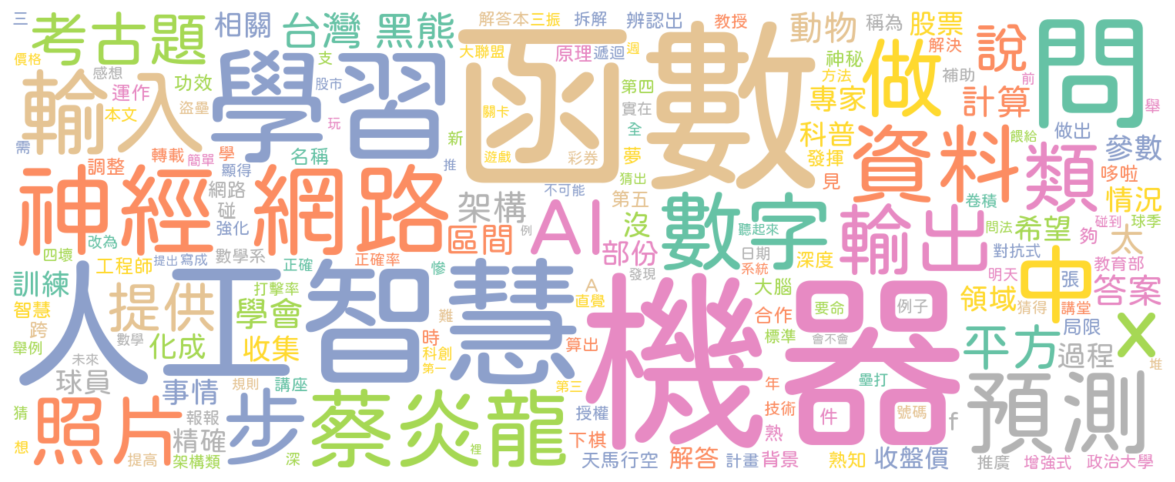 三 考古題 相關 台灣 黑熊 解答本 三振 拆解 辨認出 教授 動物 稱為 股票
價格 感想 功效 支 大聯盟 原理 遞迴 週 神秘 解決 說 問
輸入 運作 本文 盜壘 學習 股市 關卡 函數 第四 方法 補助 前 做
需 轉載 學 玩 新 遊戲 彩券 實在 全 專家 計算 舉
調整 簡單 顯得 名稱 推 猜出 夢 科普 發揮 見 資料 類 餵給 做出 參數
神經網路 網路 碰 強化 架構 不可能 第五 沒 哆啦 卷積 情況
四壞 改為 提出 寫成 數學系 正確 正確率 區間 例 AI 部份 數字 聽起來 輸出 問法 希望 碰到 夠 球季
訓練 工程師 打擊率 慘 發現 日期 系統 深度 對抗式 明天 太 教育部
智慧 跨 提供 學會 人工智慧 A 直覺 大腦 要命 例子 領域 中 張 猜得 講堂 答案
舉例 未來 化成 收集 數學 時 難 科創 算出 合作 標準 會不會 平方 局限 過程 X
球員 事情 規則 講座 第一 第三 機器 年 壘打 堆
猜 照片 報報 步 蔡炎龍 授權 技術 件 號碼 f 預測
想 精確 提高 架構類 深 裡 下棋 天馬行空 解答 計畫 熟 背景 熟知 收盤價 推廣 增強式 政治大學